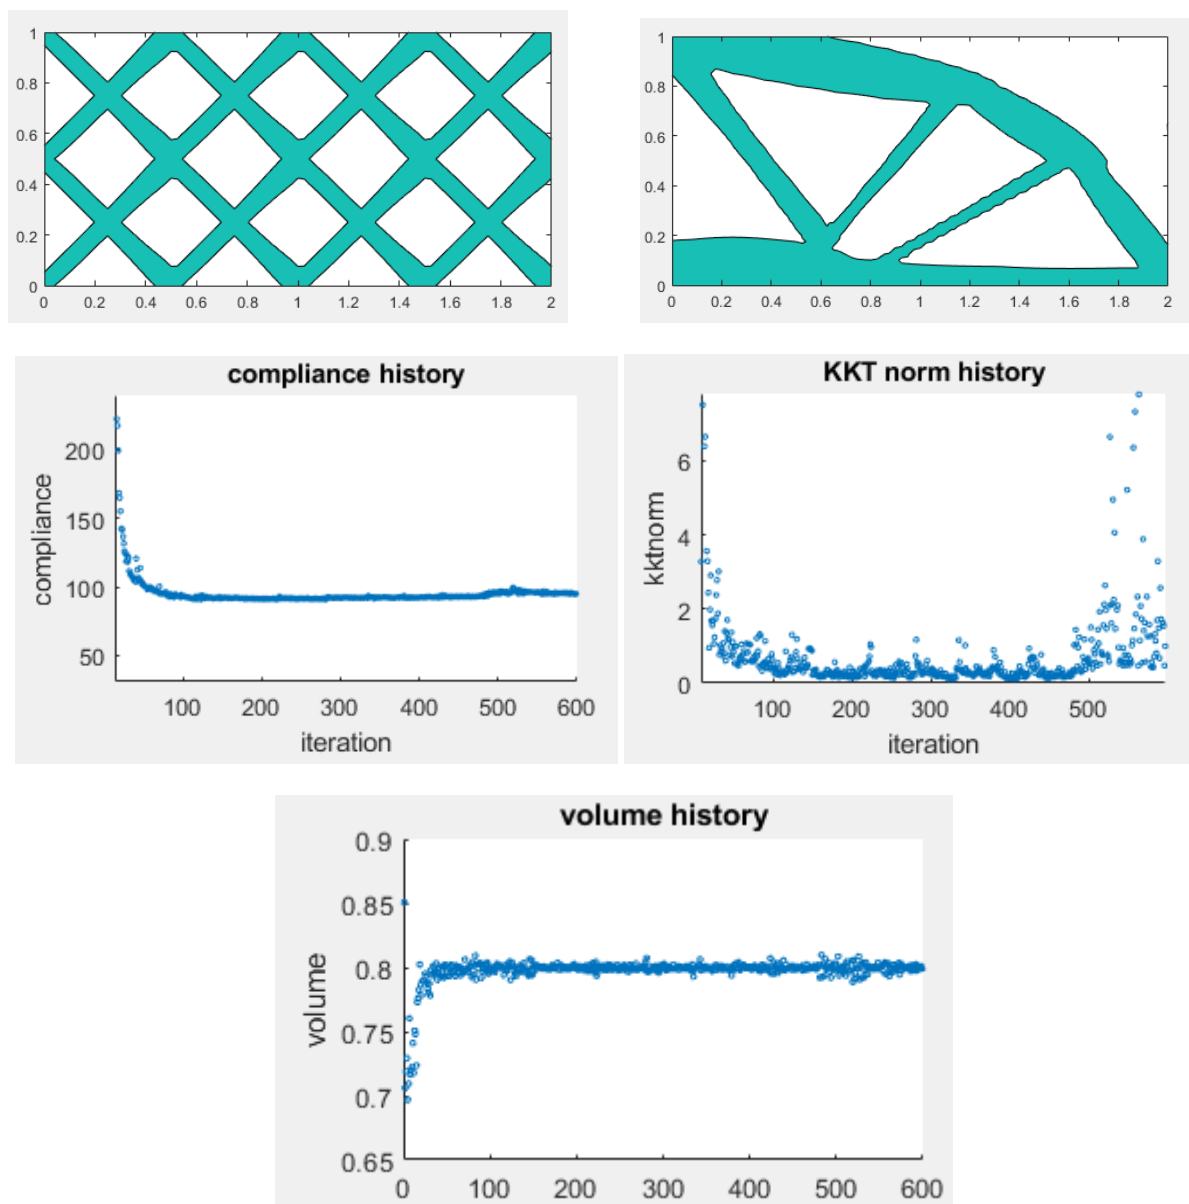 1
0.8
0.6
0.4
0.2
0
0 0.2 0.4 0.6 0.8 1 1.2 1.4 1.6 1.8 2
1
0.8
0.6
0.4
0.2
0
0 0.2 0.4 0.6 0.8 1 1.2 1.4 1.6 1.8 2
compliance history
compliance
200
150
100
50
100 200 300 400 500 600
iteration
KKT norm history
kktnorm
6
4
2
0
100 200 300 400 500
iteration
volume history
volume
0.9
0.85
0.8
0.75
0.7
0.65
0 100 200 300 400 500 600